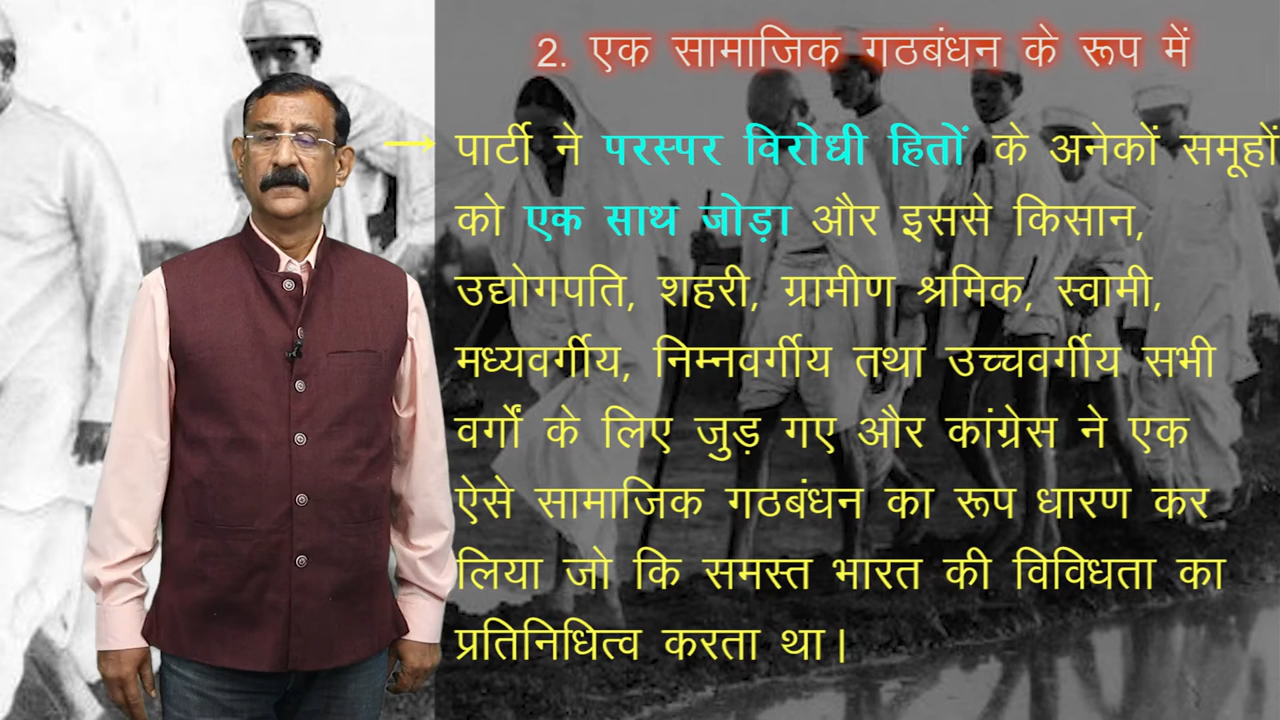 2. एक सामाजिक गठबंधन के रूप में
पार्टी ने परस्पर विरोधी हितों के अनेकों समूहों
को एक साथ जोड़ा और इससे किसान,
उद्योगपति, शहरी, ग्रामीण श्रमिक, स्वामी,
मध्यवर्गीय, निम्नवर्गीय तथा उच्चवर्गीय सभी
वर्गों के लिए जुड़ गए और कांग्रेस ने एक
ऐसे सामाजिक गठबंधन का रूप धारण कर
लिया जो कि समस्त भारत की विविधता का
प्रतिनिधित्व करता था।